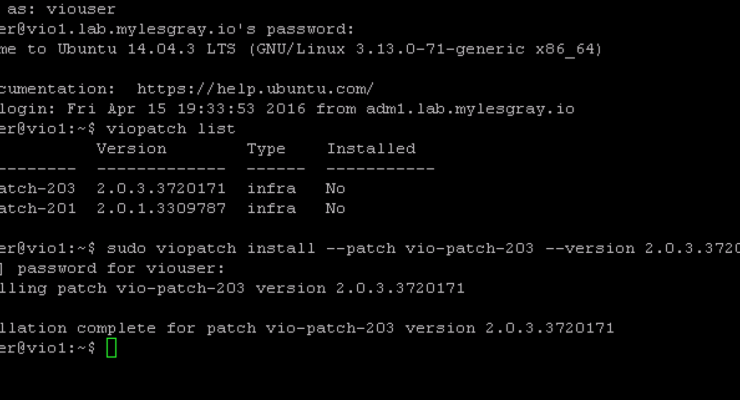 as: viouser
er@vio1.lab.mylesgray.io's password:
me to Ubuntu 14.04.3 LTS (GNU/Linux 3.13.0-71-generic x86_64)
cumentation:  https://help.ubuntu.com/
login: Fri Apr 15 19:33:53 2016 from adm1.lab.mylesgray.io
er@vio1:~$ viopatch list
Version Type Installed
-------- ------------- ------ -----------
atch-203 2.0.3.3720171 infra No
atch-201 2.0.1.3309787 infra No
er@vio1:~$ sudo viopatch install --patch vio-patch-203 --version 2.0.3.3720
] password for viouser:
lling patch vio-patch-203 version 2.0.3.3720171
llation complete for patch vio-patch-203 version 2.0.3.3720171
er@vio1:~$